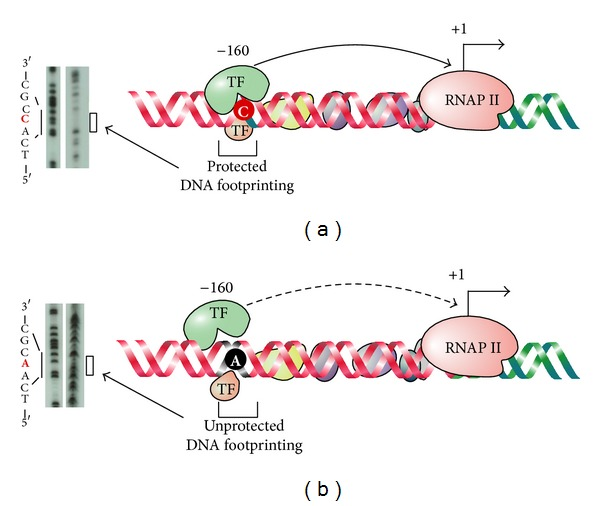 3′
C
G
C
C
A
C
T
5′
−160
+1
TF
C
TF
RNAP II
Protected
DNA footprinting
( a )
3′
C
G
C
A
A
C
T
5′
−160
+1
TF
A
TF
RNAP II
Unprotected
DNA footprinting
( b )